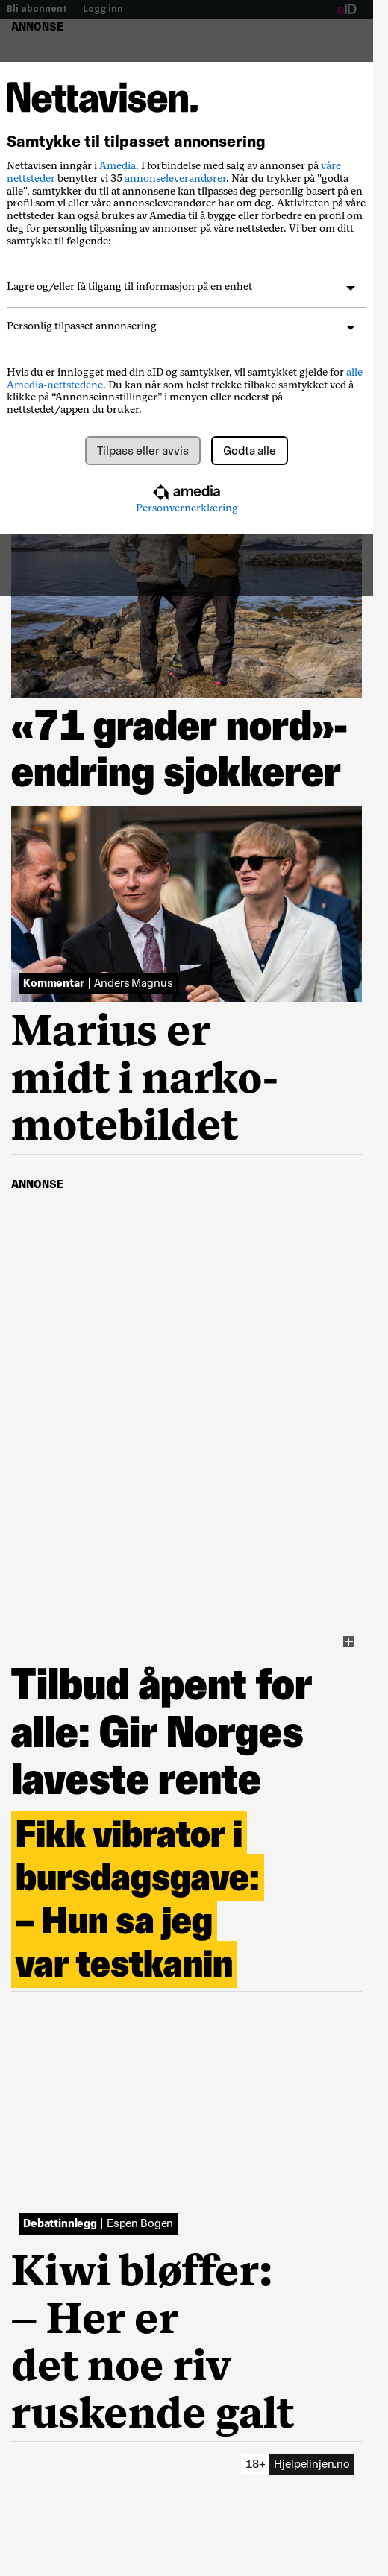 Bli abonnent | Logg inn
aID
ANNONSE
Nettavisen.
Samtykke til tilpasset annonsering
Nettavisen inngår i Amedia. I forbindelse med salg av annonser på våre
nettsteder benytter vi 35 annonseleverandører. Når du trykker på "godta
alle", samtykker du til at annonsene kan tilpasses deg personlig basert på en
profil som vi eller våre annonseleverandører har om deg. Aktiviteten på våre
nettsteder kan også brukes av Amedia til å bygge eller forbedre en profil om
deg for personlig tilpasning av annonser på våre nettsteder. Vi ber om ditt
samtykke til følgende:
Lagre og/eller få tilgang til informasjon på en enhet
Personlig tilpasset annonsering
Hvis du er innlogget med din aID og samtykker, vil samtykket gjelde for alle
Amedia-nettstedene. Du kan når som helst trekke tilbake samtykket ved å
klikke på “Annonseinnstillinger” i menyen eller nederst på
nettstedet/appen du bruker.
Tilpass eller avvis
Godta alle
amedia
Personvernerklæring
«71 grader nord»-
endring sjokkerer
Kommentar | Anders Magnus
Marius er
midt i narko-
motebildet
ANNONSE
Tilbud åpent for
alle: Gir Norges
laveste rente
Fikk vibrator i
bursdagsgave:
– Hun sa jeg
var testkanin
Debattinnlegg | Espen Bogen
Kiwi bløffer:
– Her er
det noe riv
ruskende galt
18+ Hjelpelinjen.no